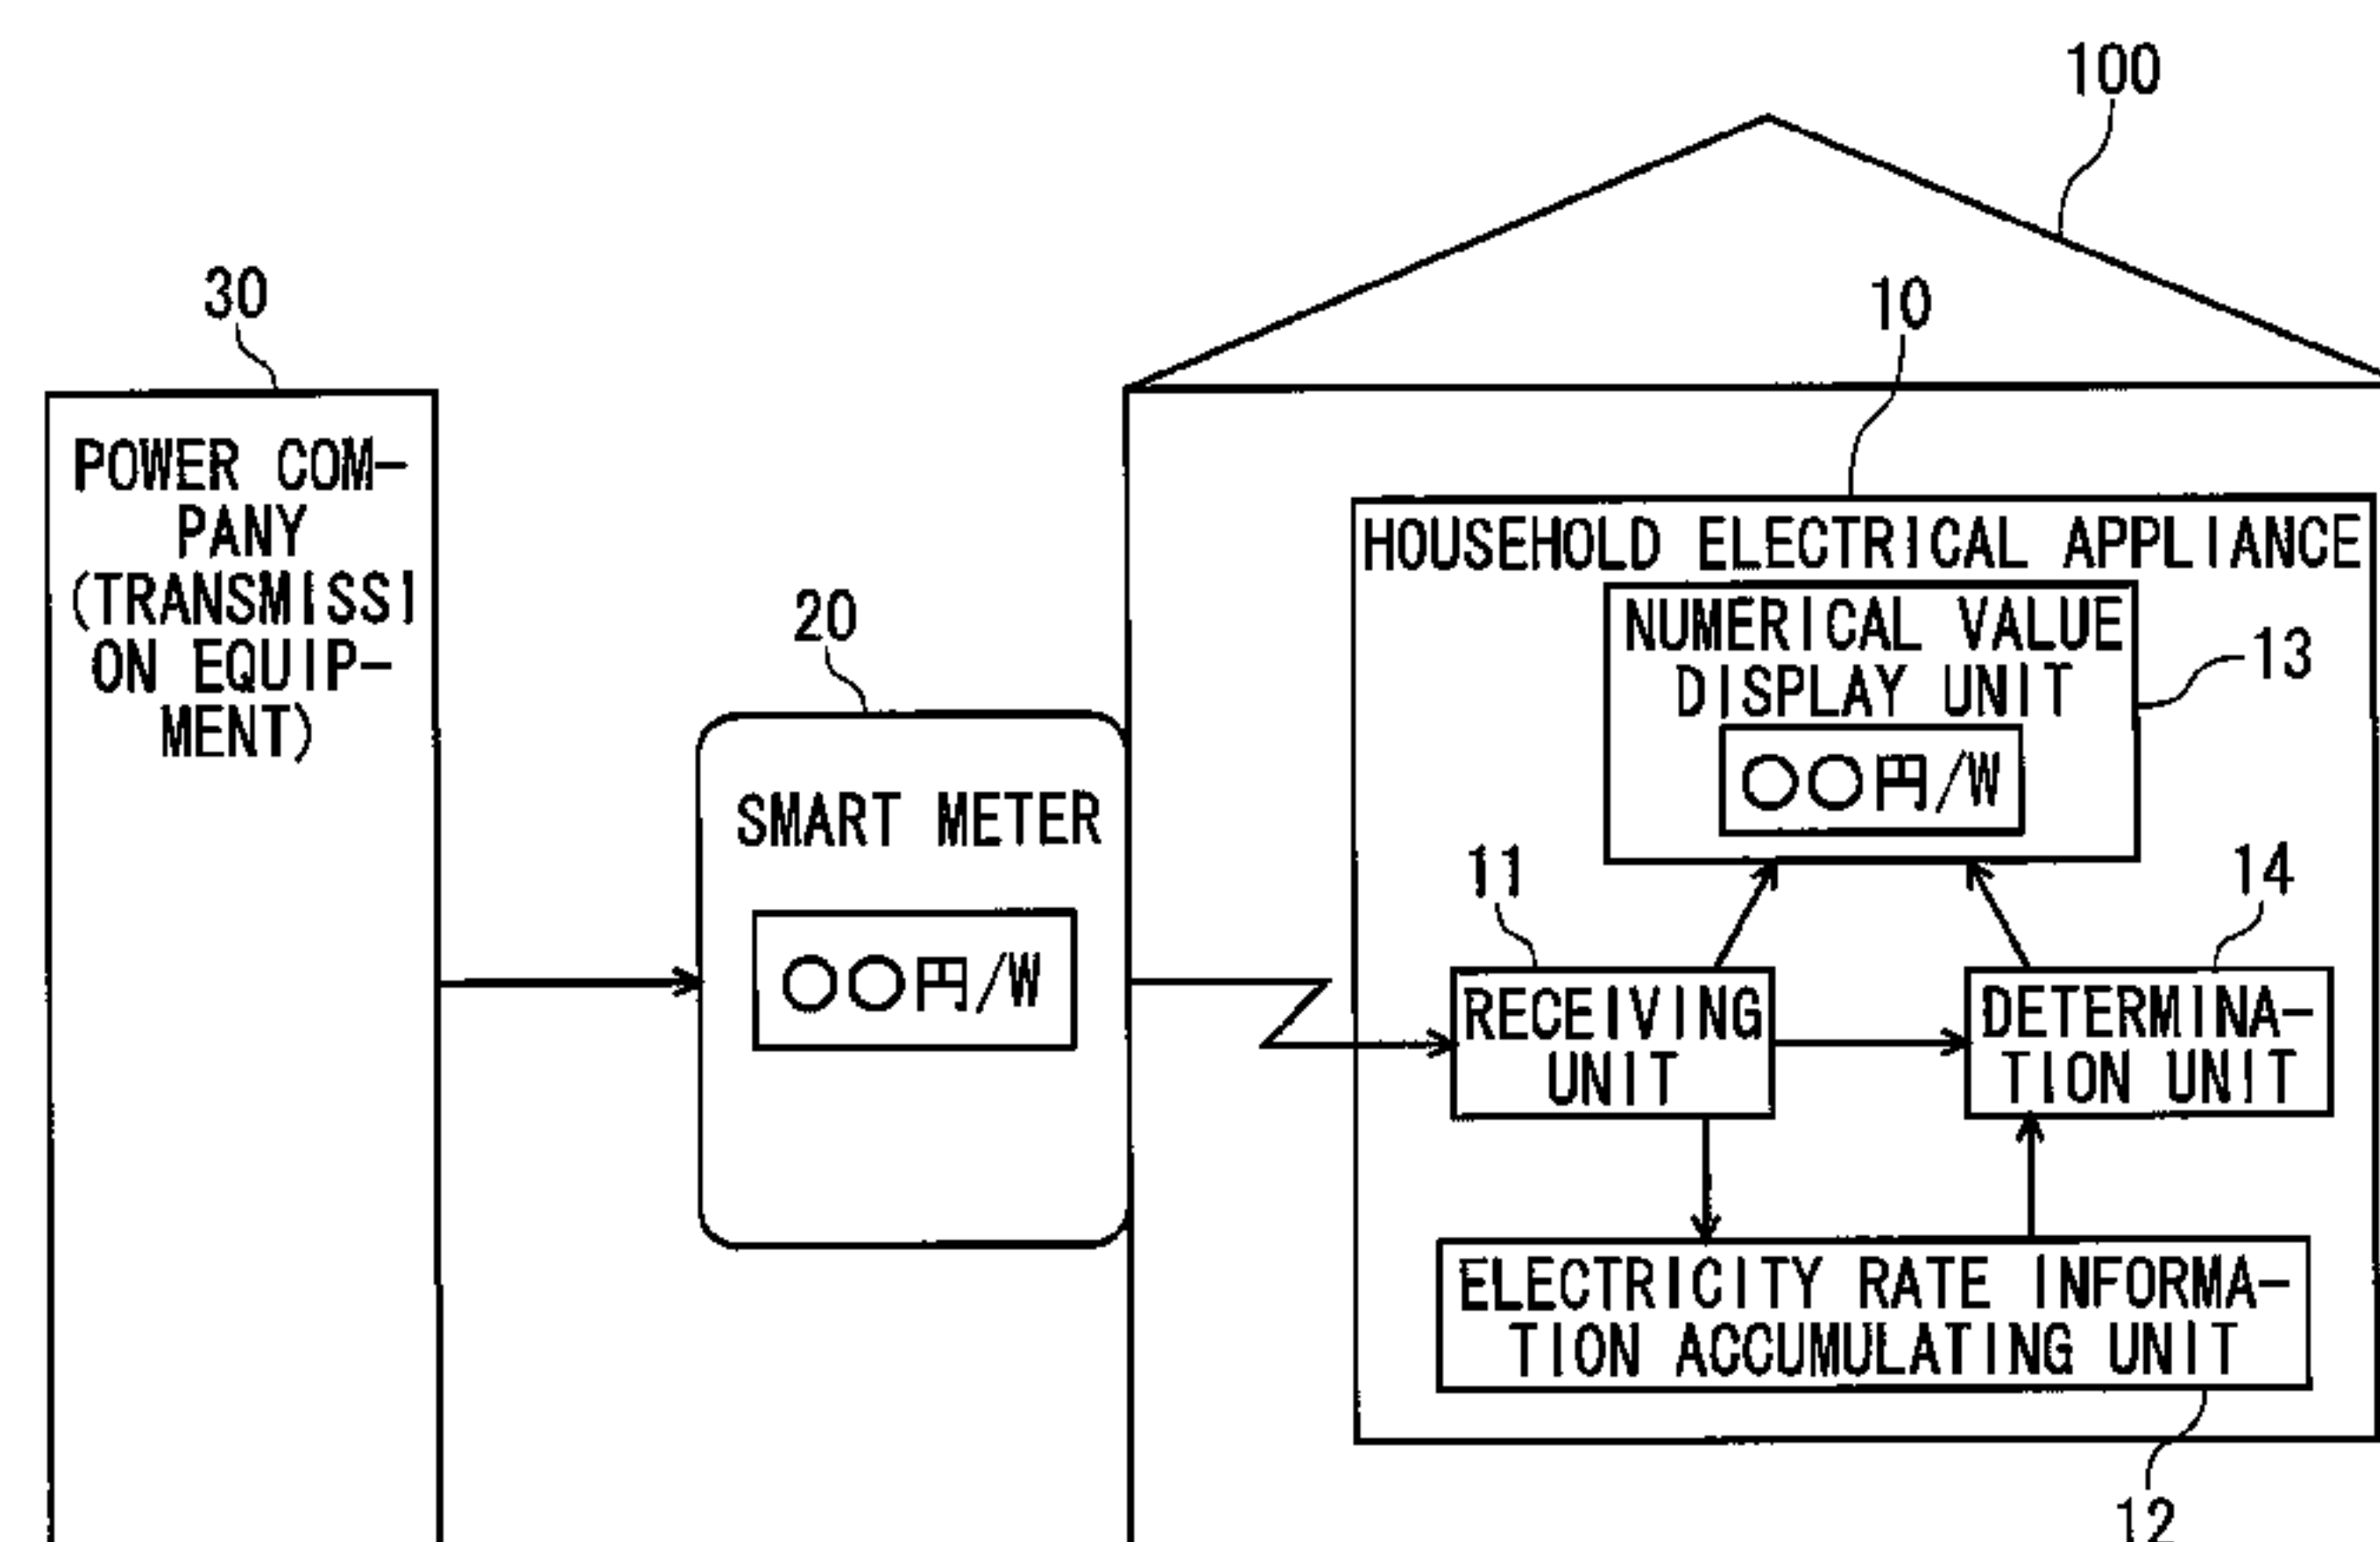 100
30
10
POWER COM-
PANY
(TRANSMISSI
ON EQUIP-
MENT)
20
SMART METER
○○円/W
HOUSEHOLD ELECTRICAL APPLIANCE
NUMERICAL VALUE
DISPLAY UNIT
○○円/W
13
11
14
RECEIVING
UNIT
DETERMINA-
TION UNIT
ELECTRICITY RATE INFORMA-
TION ACCUMULATING UNIT
12